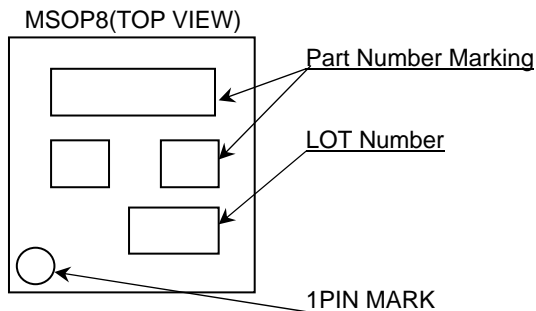 MSOP8(TOP VIEW)
Part Number Marking
LOT Number
1PIN MARK